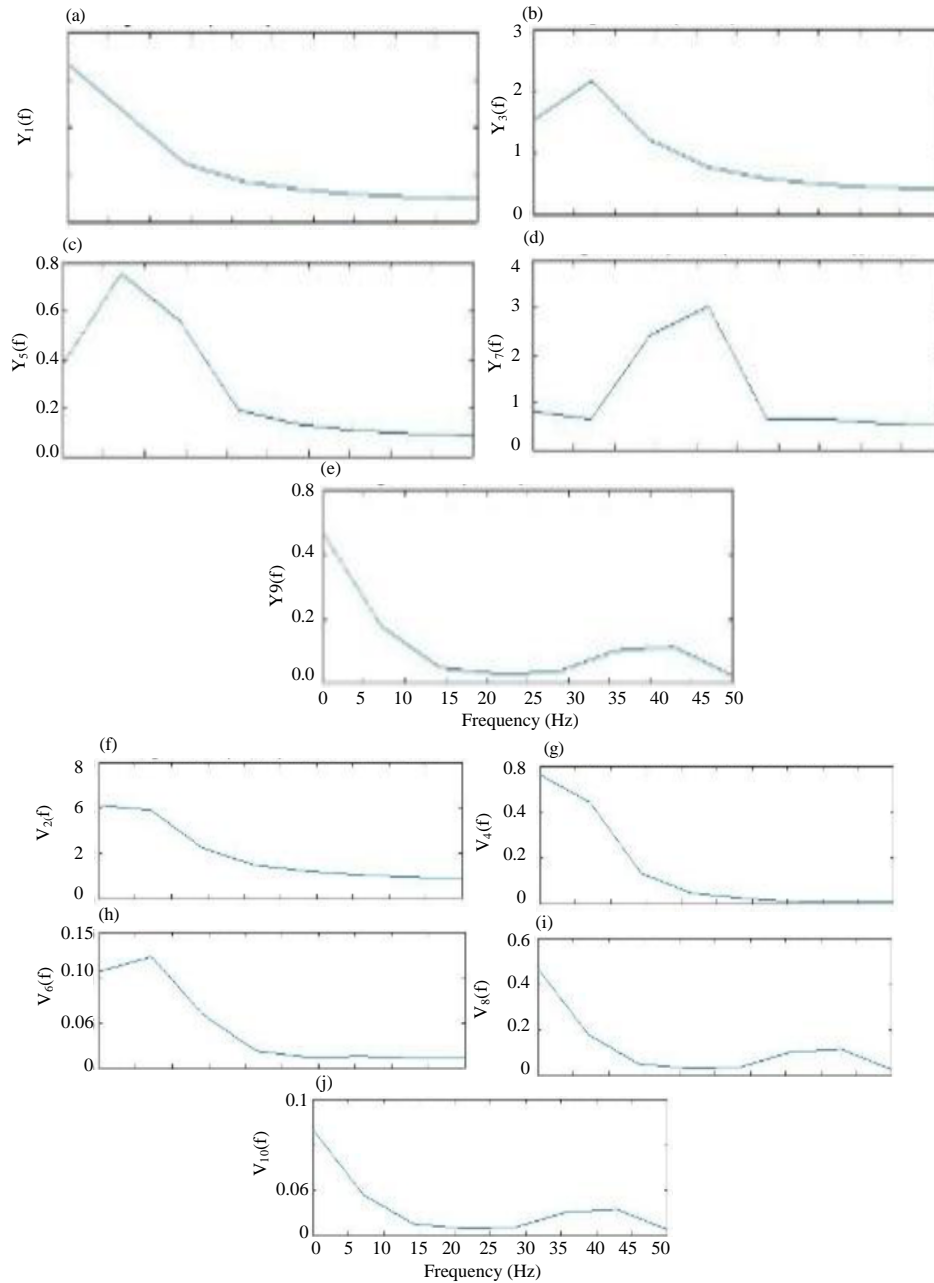 (a)
Y1(f)
(b)
3
2
1
0
Y3(f)
(c)
0.8
0.6
0.4
0.2
0.0
Y5(f)
(d)
4
3
2
1
0
Y7(f)
(e)
0.8
0.4
0.2
0.0
Y9(f)
0 5 10 15 20 25 30 35 40 45 50
Frequency (Hz)
(f)
8
6
2
0
V2(f)
(g)
0.8
0.4
0.2
0
V4(f)
(h)
0.15
0.10
0.06
0
V6(f)
(i)
0.6
0.4
0.2
0
V8(f)
(j)
0.1
0.06
0
V10(f)
0 5 10 15 20 25 30 35 40 45 50
Frequency (Hz)